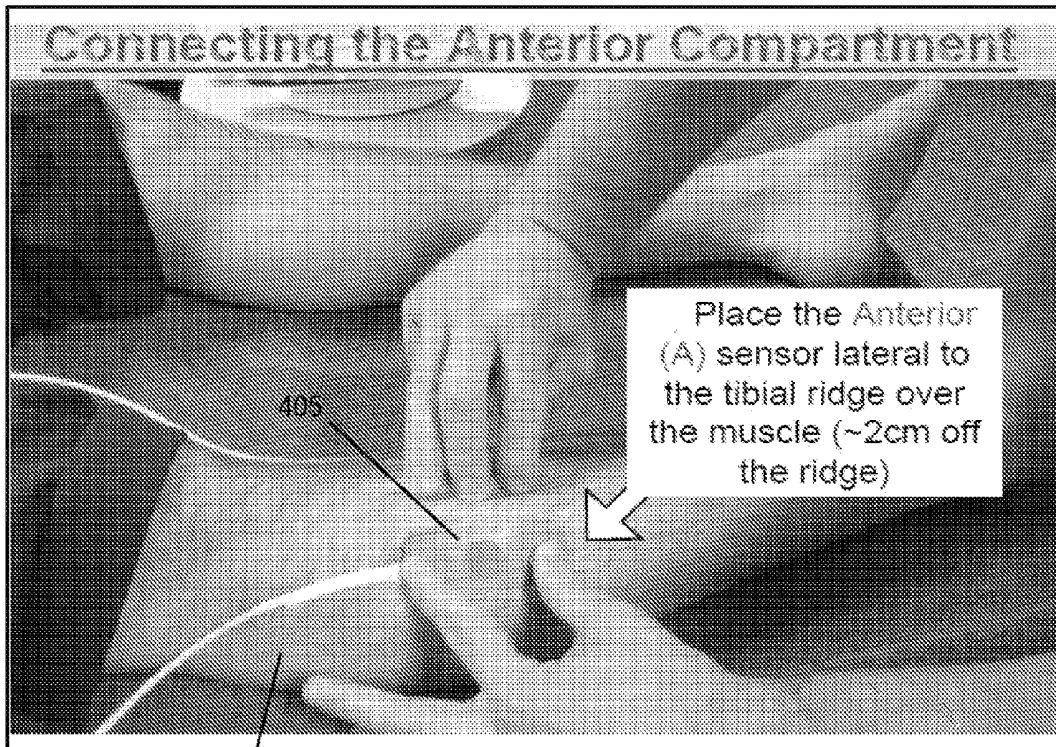 Connecting the Anterior Compartment
Place the Anterior
(A) sensor lateral to
the tibial ridge over
the muscle (~2cm off
the ridge)
405